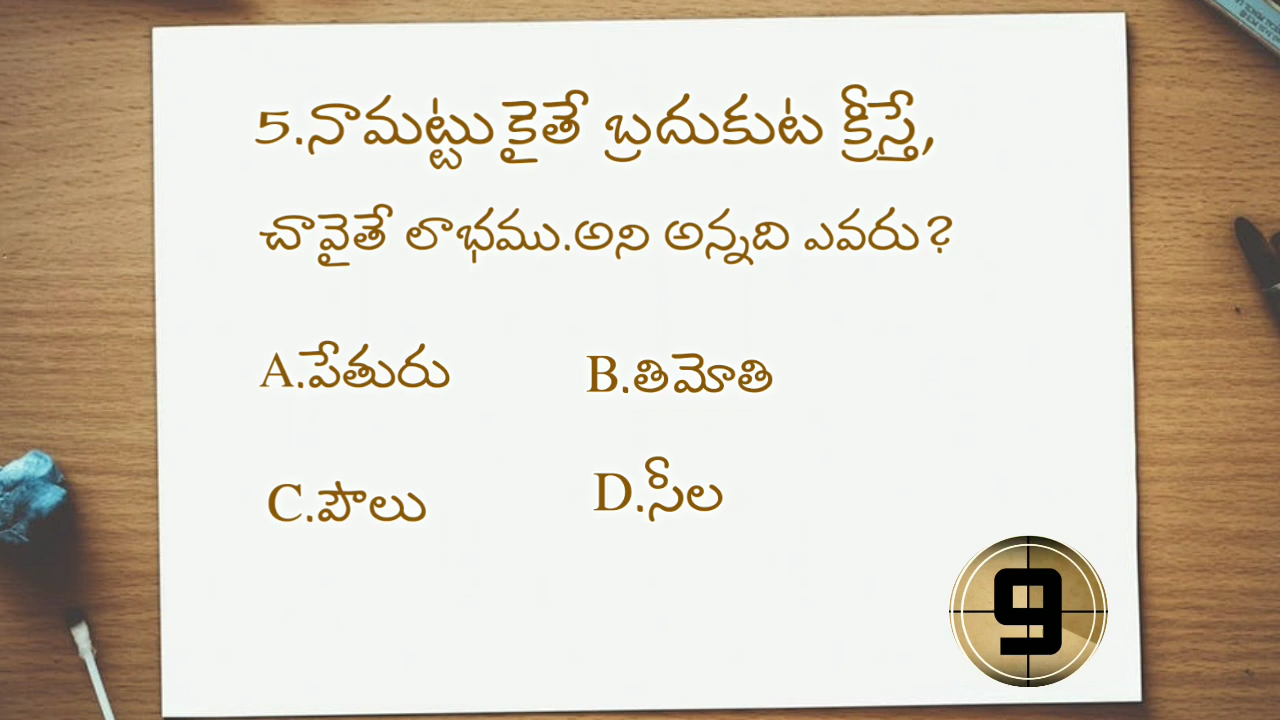 5.నామట్టుకైతే బ్రదుకుట క్రీస్తే,
చావైతే లాభము.అని అన్నది ఎవరు?
A.పేతురు B.తిమోతి
C.పౌలు D.సీల
9